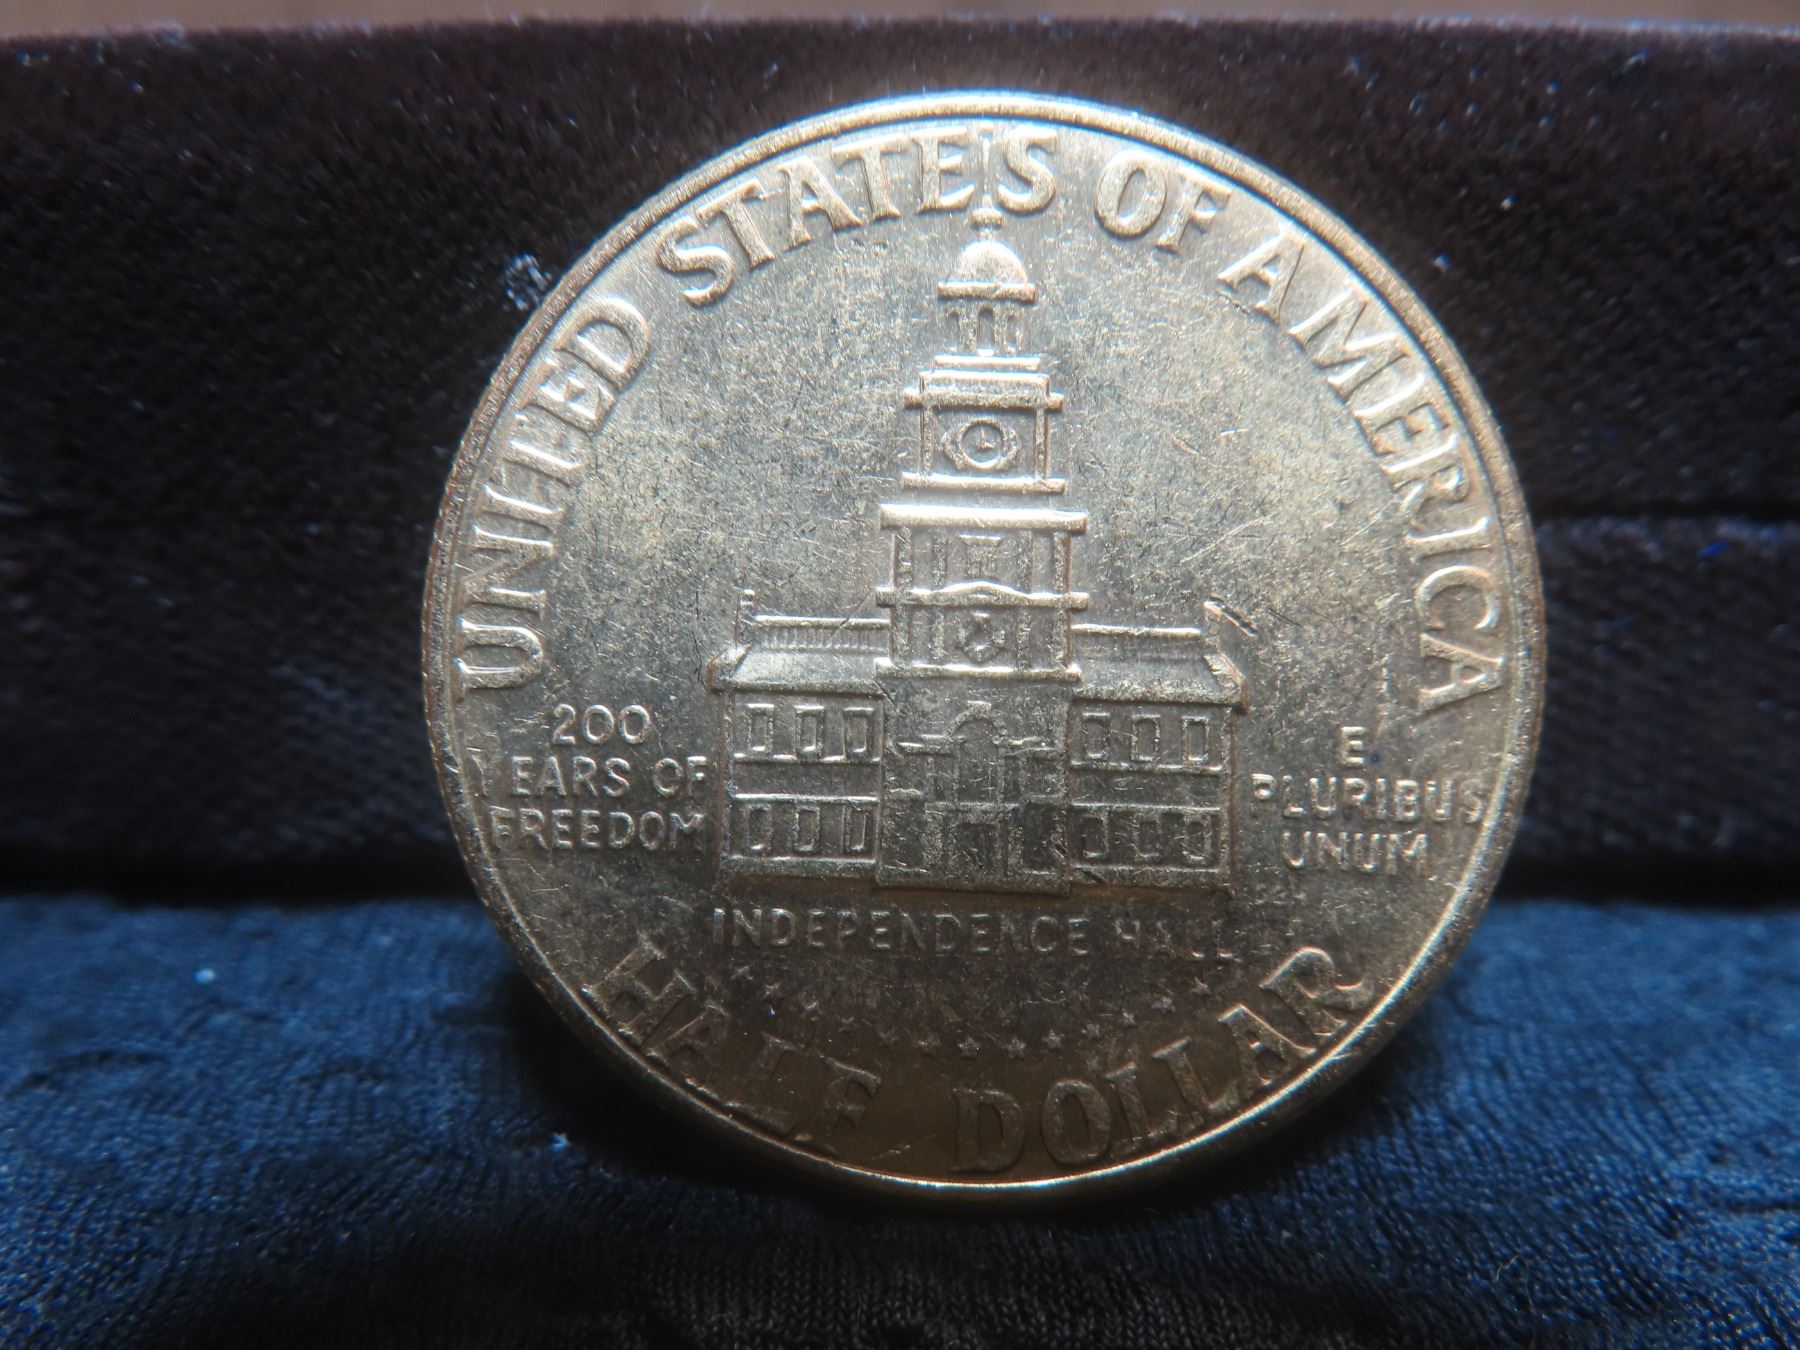 UNITED STATES OF AMERICA
200
YEARS OF
FREEDOM
E
PLURIBUS
UNUM
INDEPENDENCE HALL
HALF DOLLAR